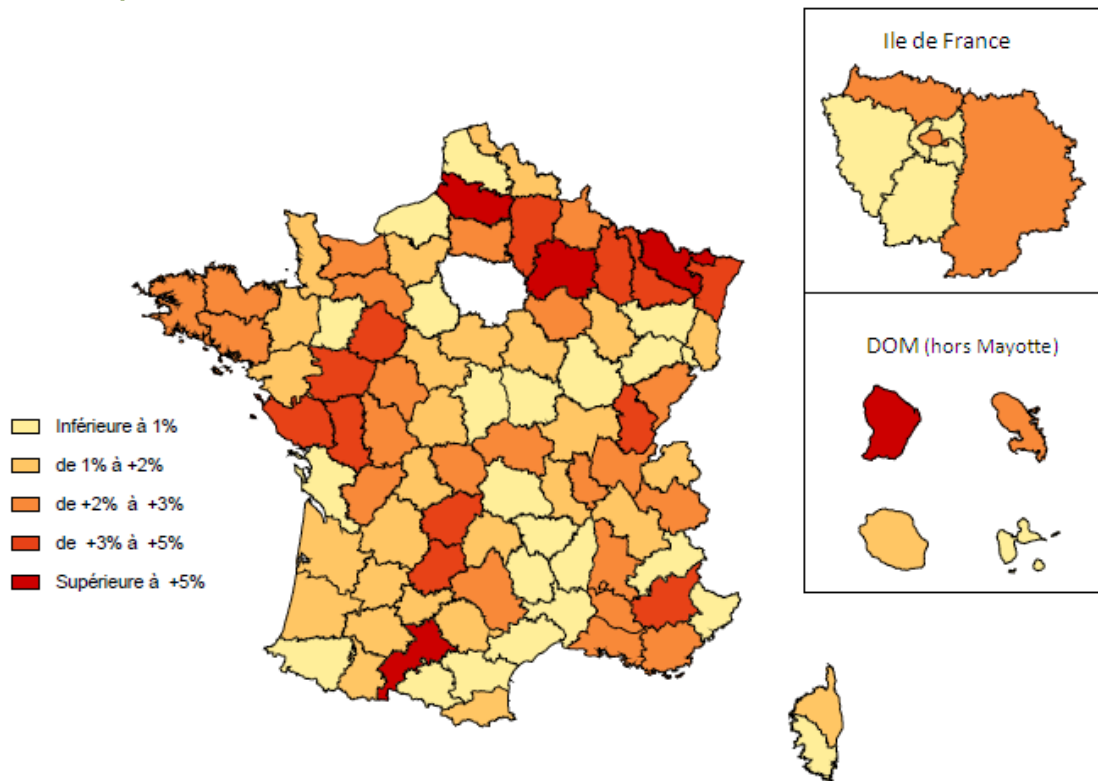 Ile de France
DOM (hors Mayotte)
Inférieure à 1%
de 1% à +2%
de +2% à +3%
de +3% à +5%
Supérieure à +5%